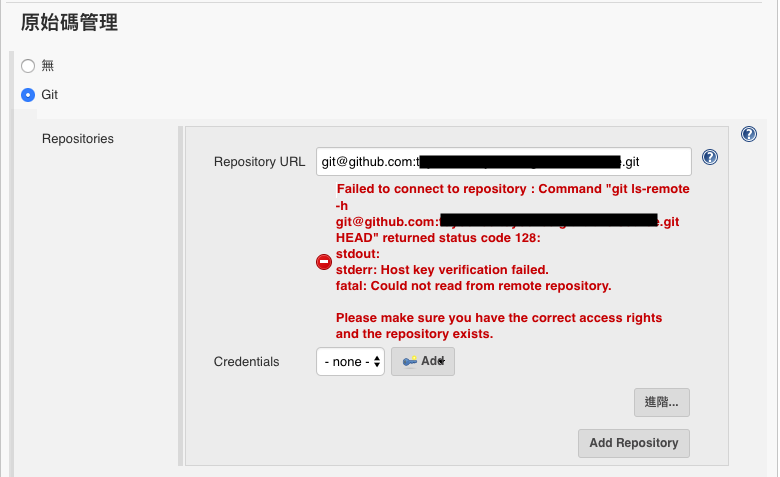 原始碼管理
無
Git
Repositories
Repository URL
git@github.com: .git
Failed to connect to repository : Command "git ls-remote
-h
git@github.com: .git
HEAD" returned status code 128:
stdout:
stderr: Host key verification failed.
fatal: Could not read from remote repository.
Please make sure you have the correct access rights
and the repository exists.
Credentials
- none -
Add
進階...
Add Repository